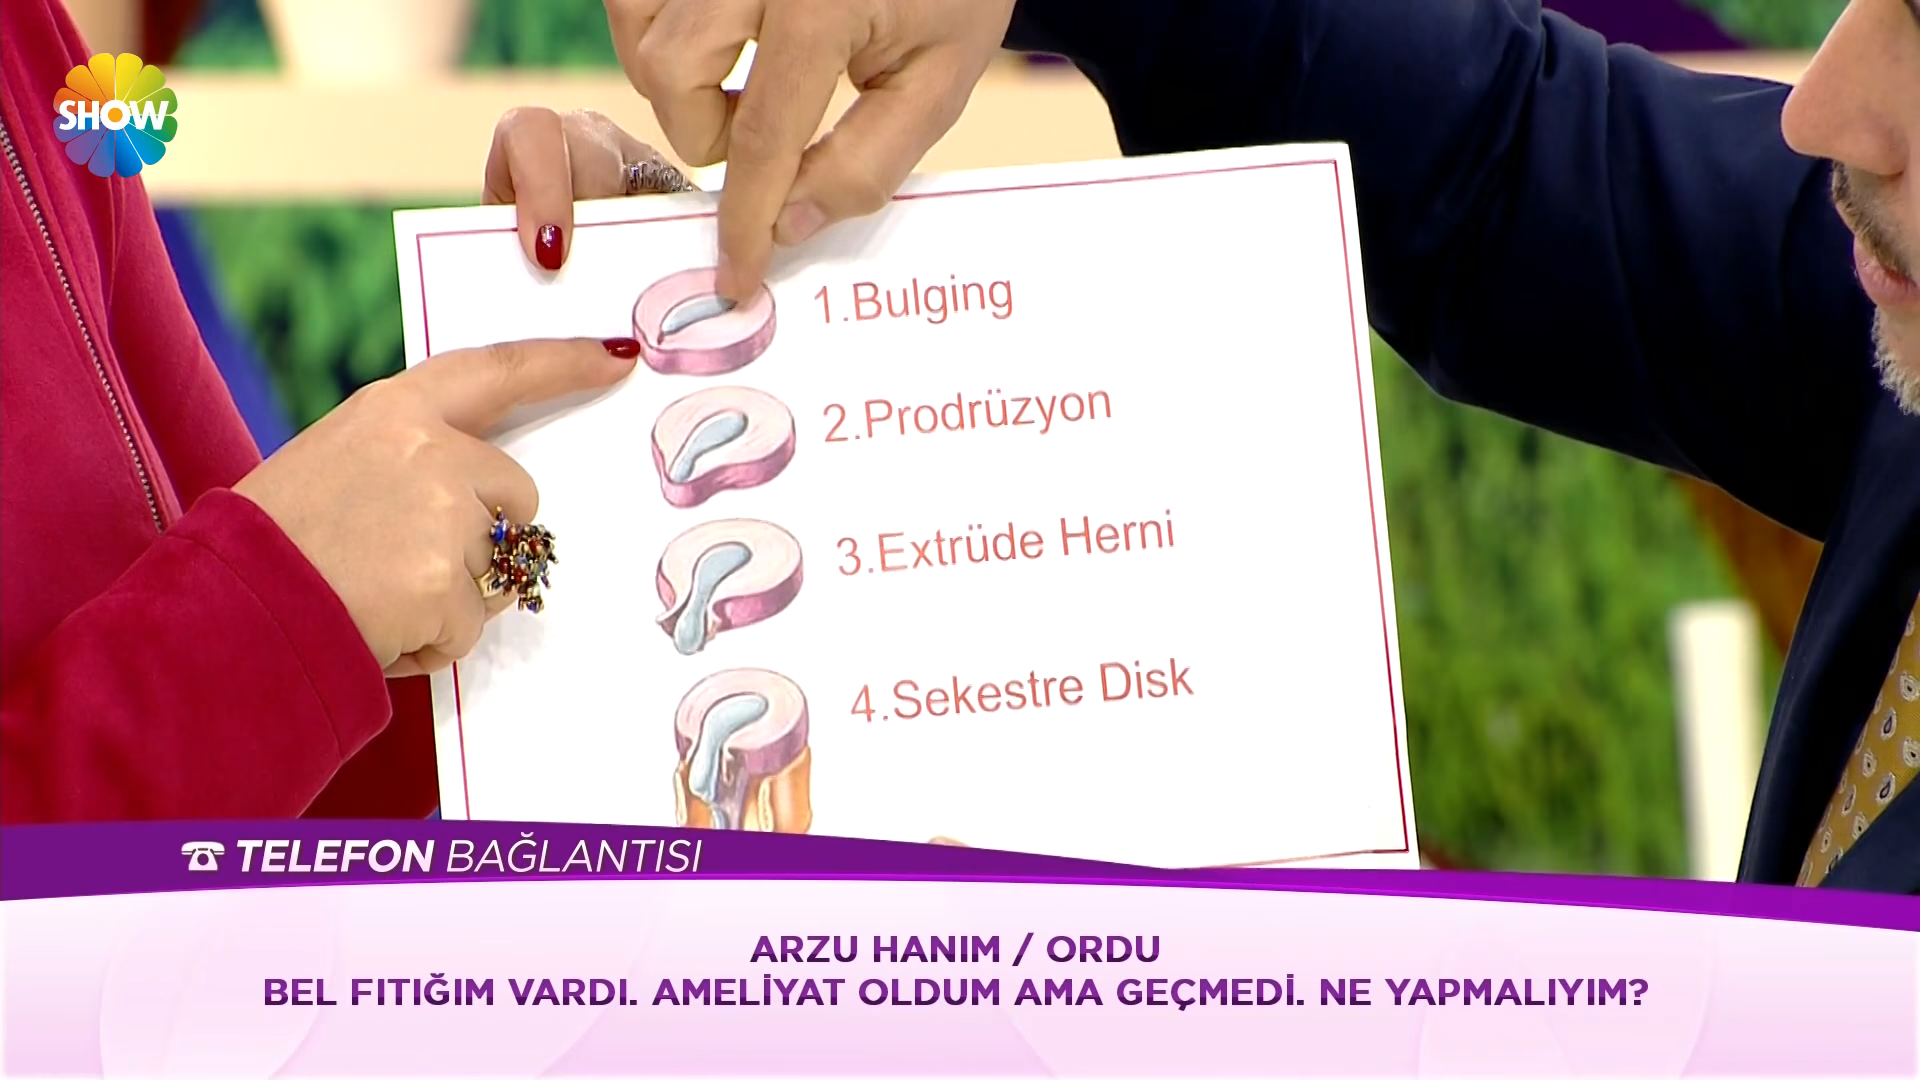 SHOW
1.Bulging
2.Prodrüzyon
3.Extrüde Herni
4.Sekestre Disk
TELEFON BAĞLANTISI
ARZU HANIM / ORDU
BEL FITIĞIM VARDI. AMELİYAT OLDUM AMA GEÇMEDİ. NE YAPMALIYIM?